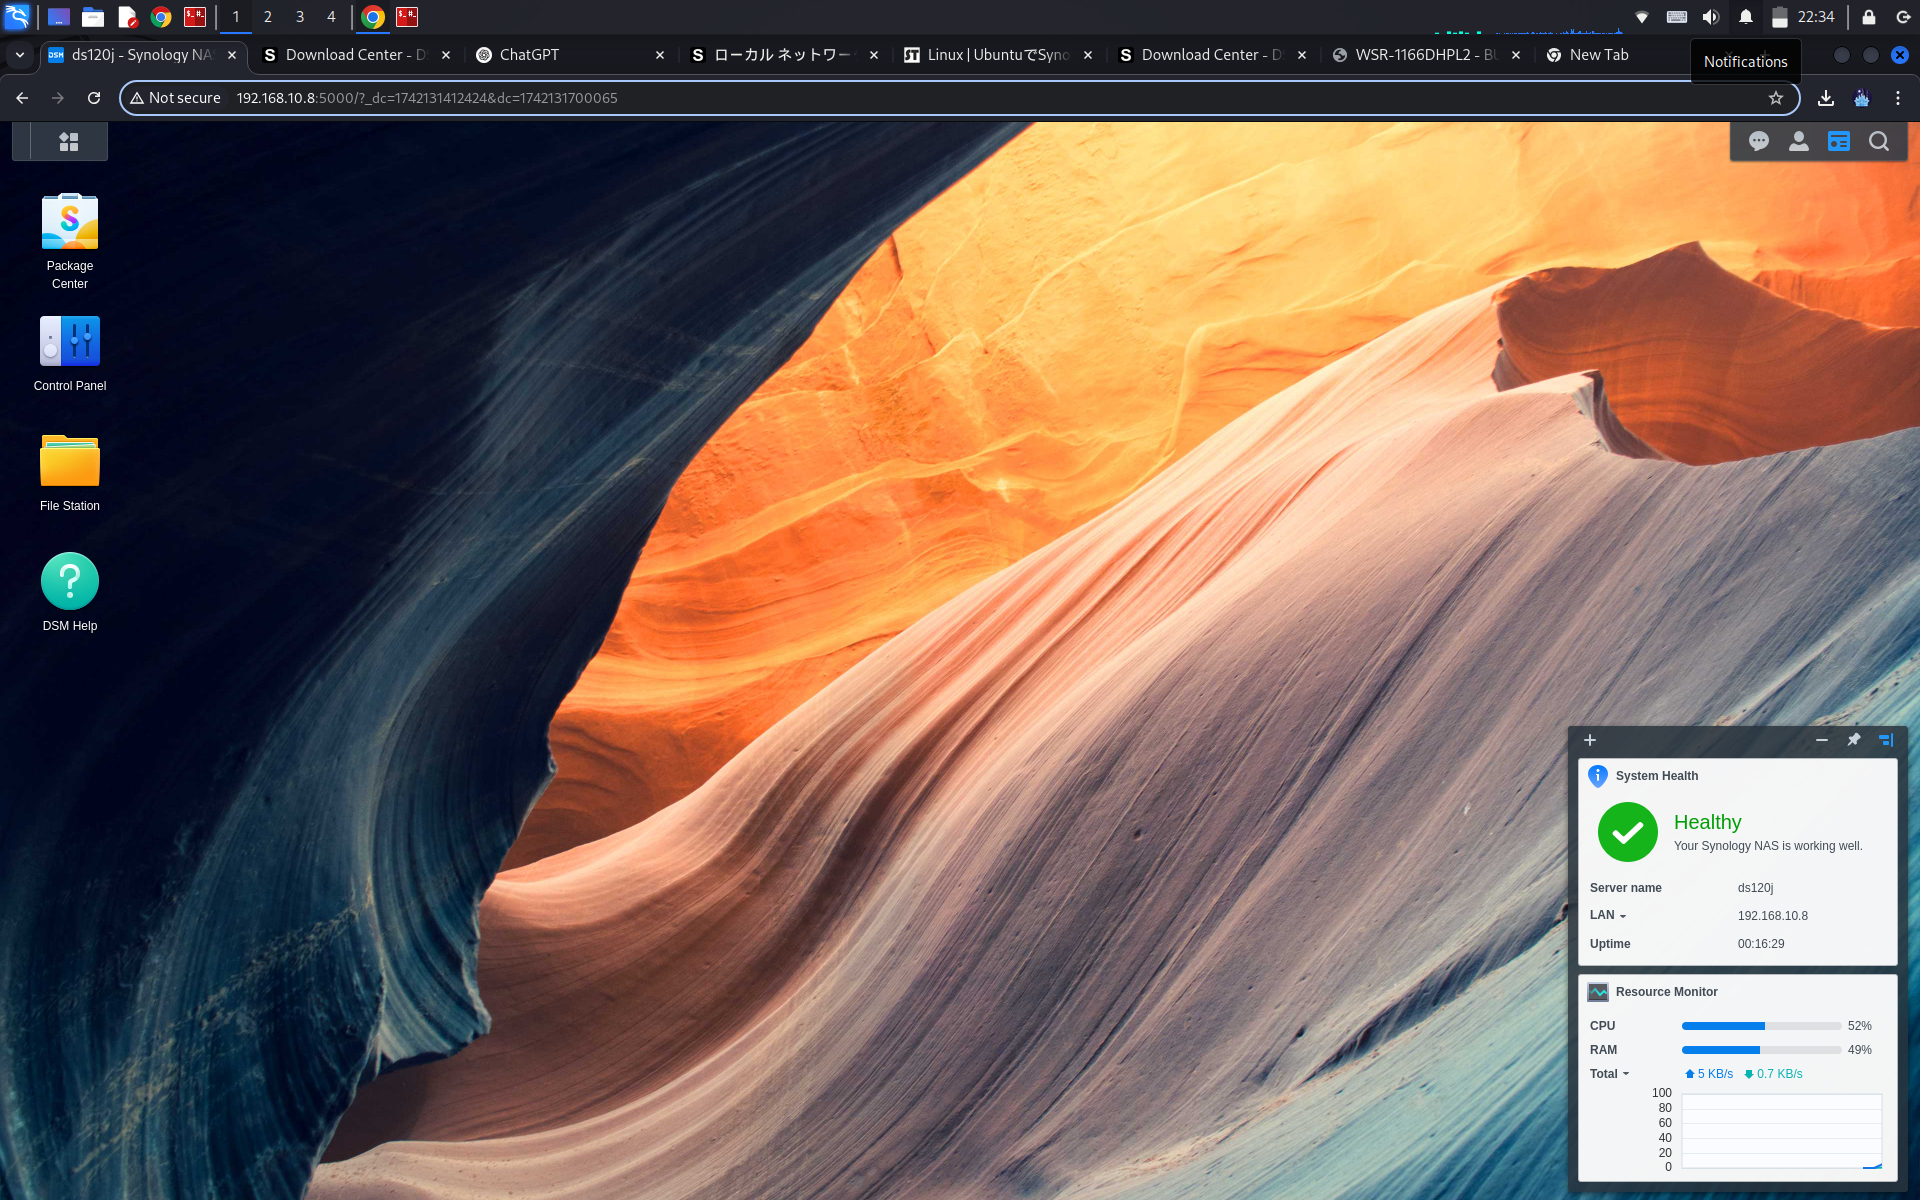 1 2 3 4
22:34
ds120j - Synology NA
Download Center - D
ChatGPT
ローカル ネットワー
Linux | UbuntuでSyno
Download Center - D
WSR-1166DHPL2 - BU
New Tab
Notifications
Not secure
192.168.10.8:5000/?_dc=1742131412424&dc=1742131700065
Package
Center
Control Panel
File Station
DSM Help
System Health
Healthy
Your Synology NAS is working well.
Server name ds120j
LAN 192.168.10.8
Uptime 00:16:29
Resource Monitor
CPU 52%
RAM 49%
Total 5 KB/s 0.7 KB/s
100
80
60
40
20
0